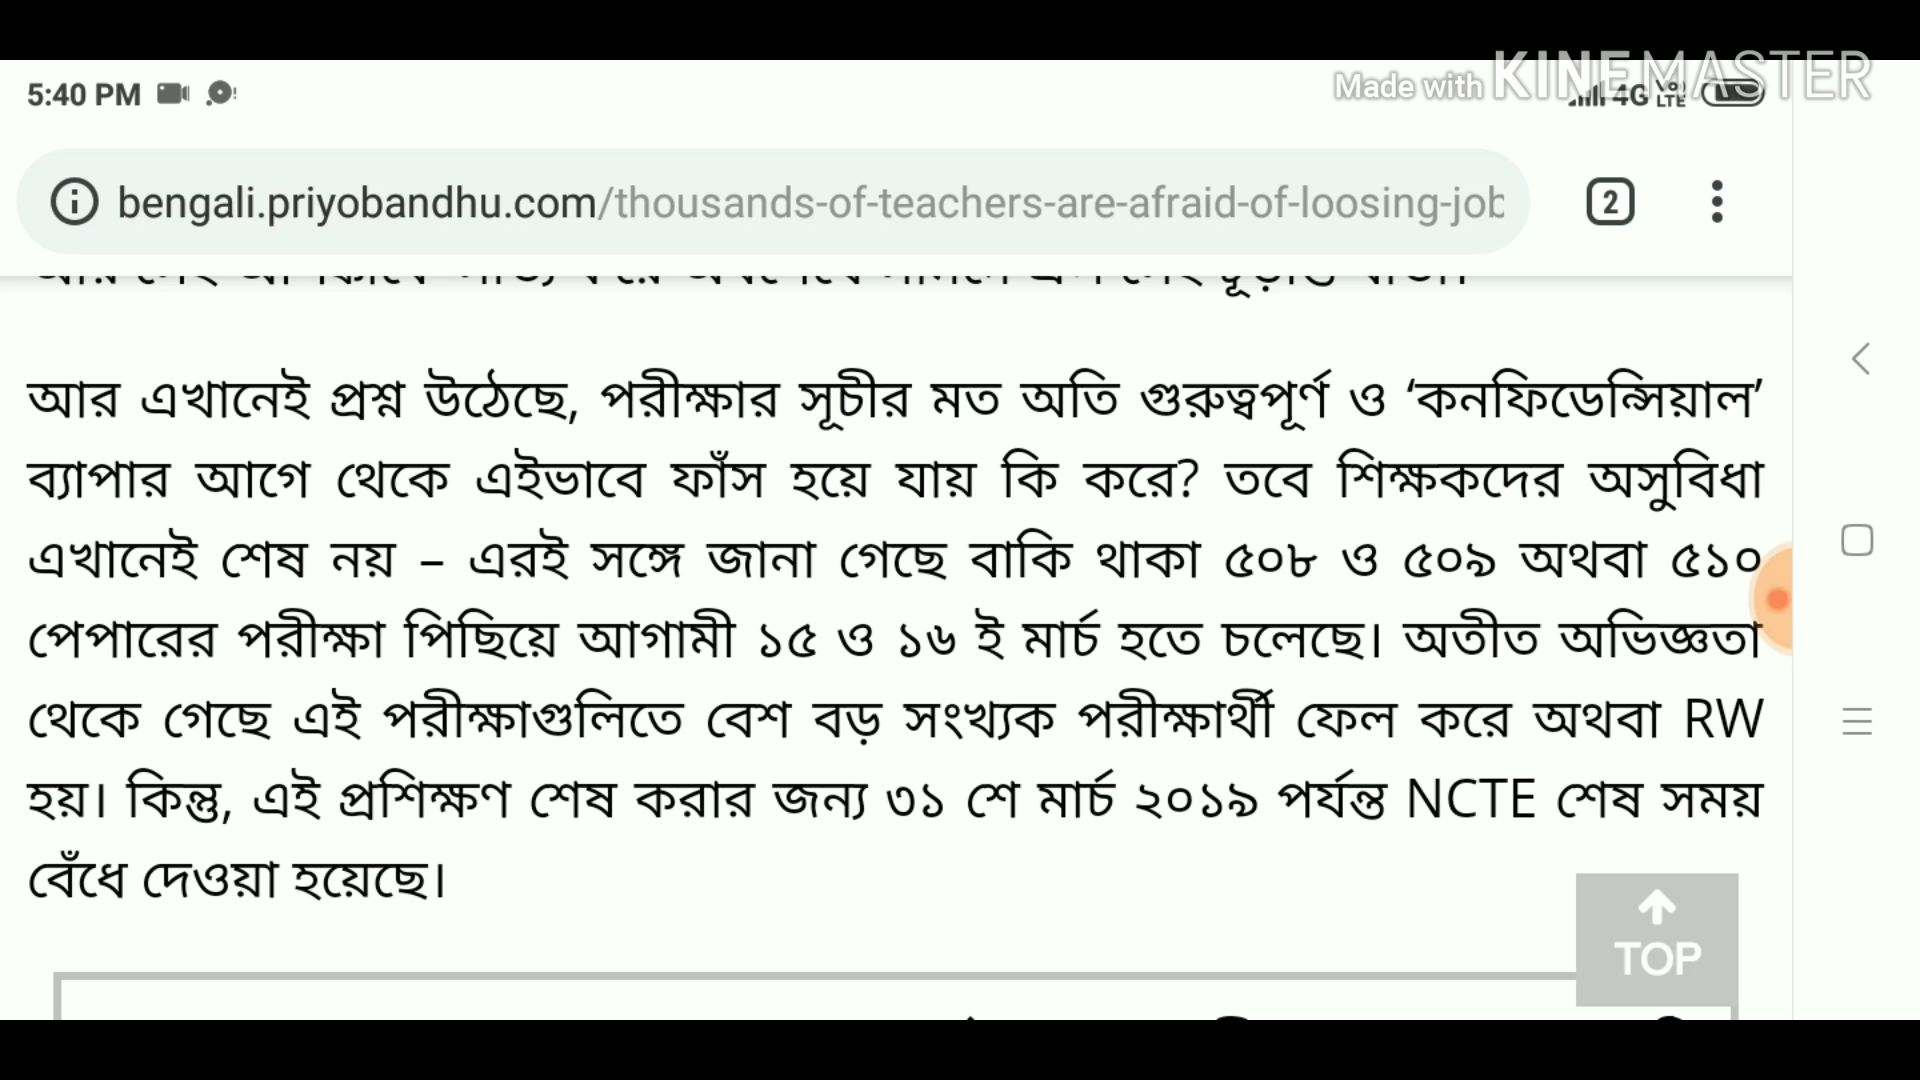 Made with KINEMASTER
5:40 PM
4G VoLTE
bengali.priyobandhu.com/thousands-of-teachers-are-afraid-of-loosing-job
2
আর এখানেই প্রশ্ন উঠেছে, পরীক্ষার সূচীর মত অতি গুরুত্বপূর্ণ ও ‘কনফিডেন্সিয়াল’
ব্যাপার আগে থেকে এইভাবে ফাঁস হয়ে যায় কি করে? তবে শিক্ষকদের অসুবিধা
এখানেই শেষ নয় – এরই সঙ্গে জানা গেছে বাকি থাকা ৫০৮ ও ৫০৯ অথবা ৫১০
পেপারের পরীক্ষা পিছিয়ে আগামী ১৫ ও ১৬ ই মার্চ হতে চলেছে। অতীত অভিজ্ঞতা
থেকে গেছে এই পরীক্ষাগুলিতে বেশ বড় সংখ্যক পরীক্ষার্থী ফেল করে অথবা RW
হয়। কিন্তু, এই প্রশিক্ষণ শেষ করার জন্য ৩১ শে মার্চ ২০১৯ পর্যন্ত NCTE শেষ সময়
বেঁধে দেওয়া হয়েছে।
TOP